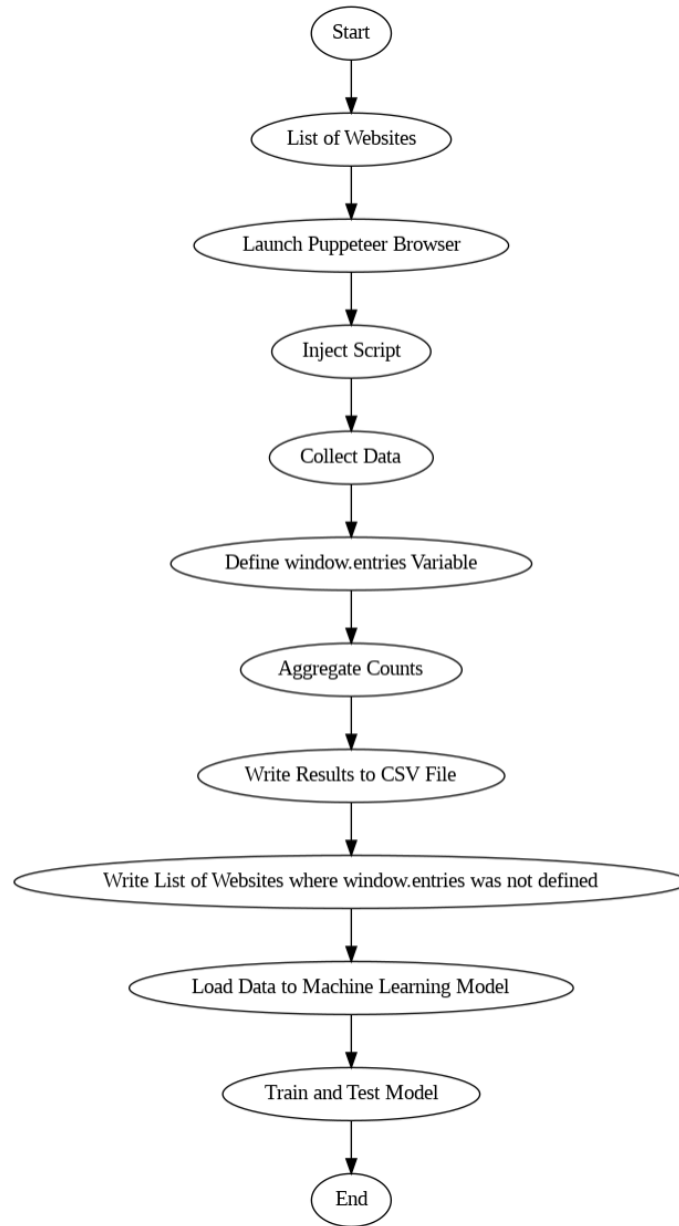 Start
List of Websites
Launch Puppeteer Browser
Inject Script
Collect Data
Define window.entries Variable
Aggregate Counts
Write Results to CSV File
Write List of Websites where window.entries was not defined
Load Data to Machine Learning Model
Train and Test Model
End